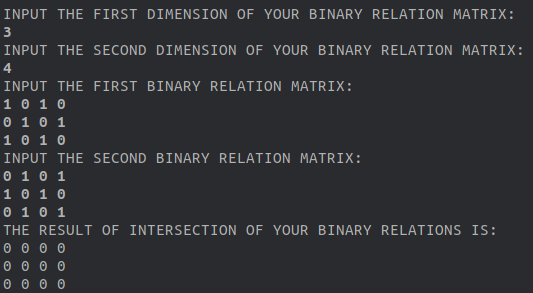 INPUT THE FIRST DIMENSION OF YOUR BINARY RELATION MATRIX:
3
INPUT THE SECOND DIMENSION OF YOUR BINARY RELATION MATRIX:
4
INPUT THE FIRST BINARY RELATION MATRIX:
1 0 1 0
0 1 0 1
1 0 1 0
INPUT THE SECOND BINARY RELATION MATRIX:
0 1 0 1
1 0 1 0
0 1 0 1
THE RESULT OF INTERSECTION OF YOUR BINARY RELATIONS IS:
0 0 0 0
0 0 0 0
0 0 0 0